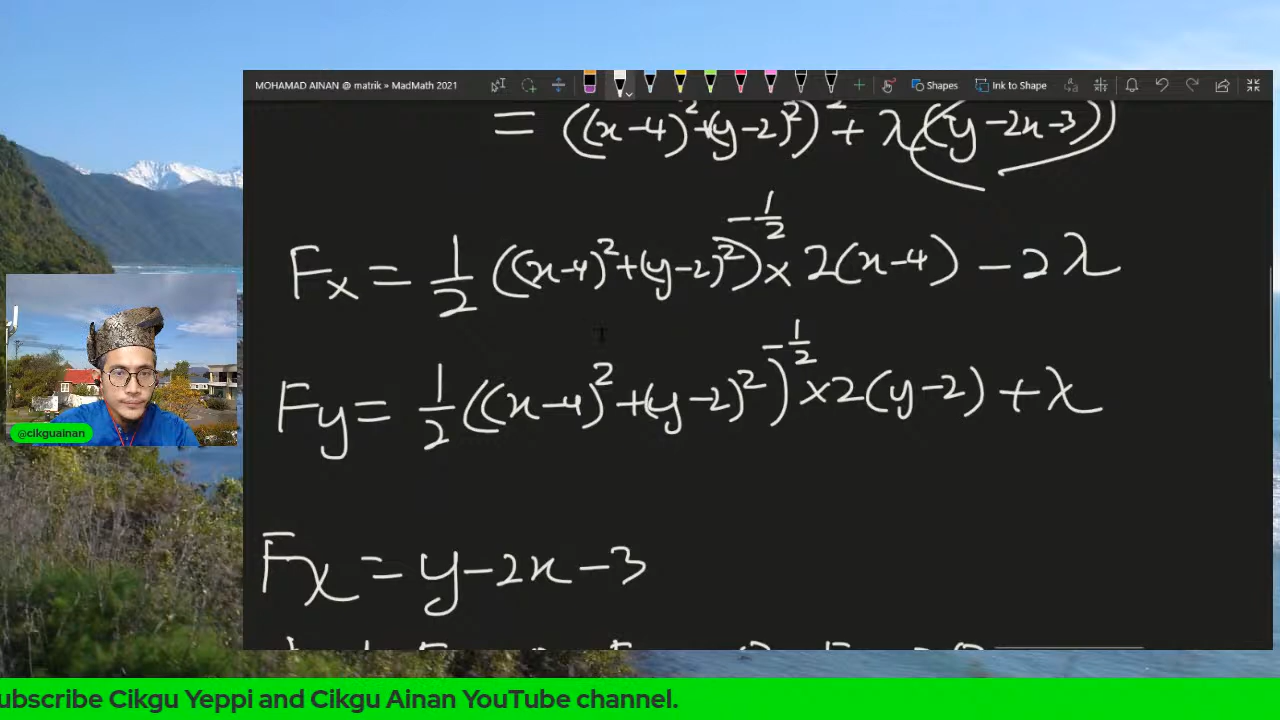 MOHAMAD AINAN @ matrik » MadMath 2021
Shapes
Ink to Shape
= ((x-4)²+(y-2)²)² + λ(y-2x-3))
Fx = 1/2 ((x-4)²+(y-2)²)^-1/2 × 2(x-4) - 2λ
Fy = 1/2 ((x-4)²+(y-2)²)^-1/2 × 2(y-2) + λ
Fλ = y-2x-3
@cikguainan
ubscribe Cikgu Yeppi and Cikgu Ainan YouTube channel.